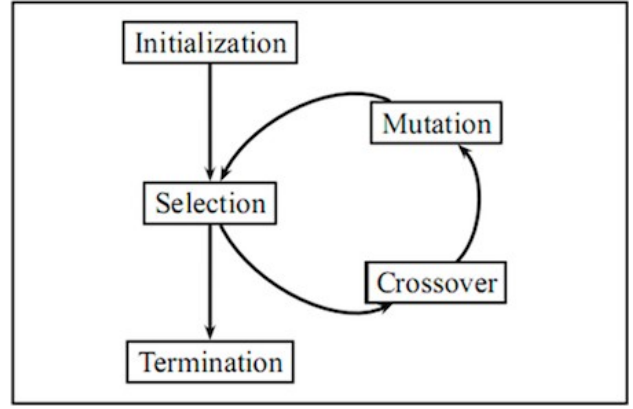 Initialization
Mutation
Selection
Crossover
Termination